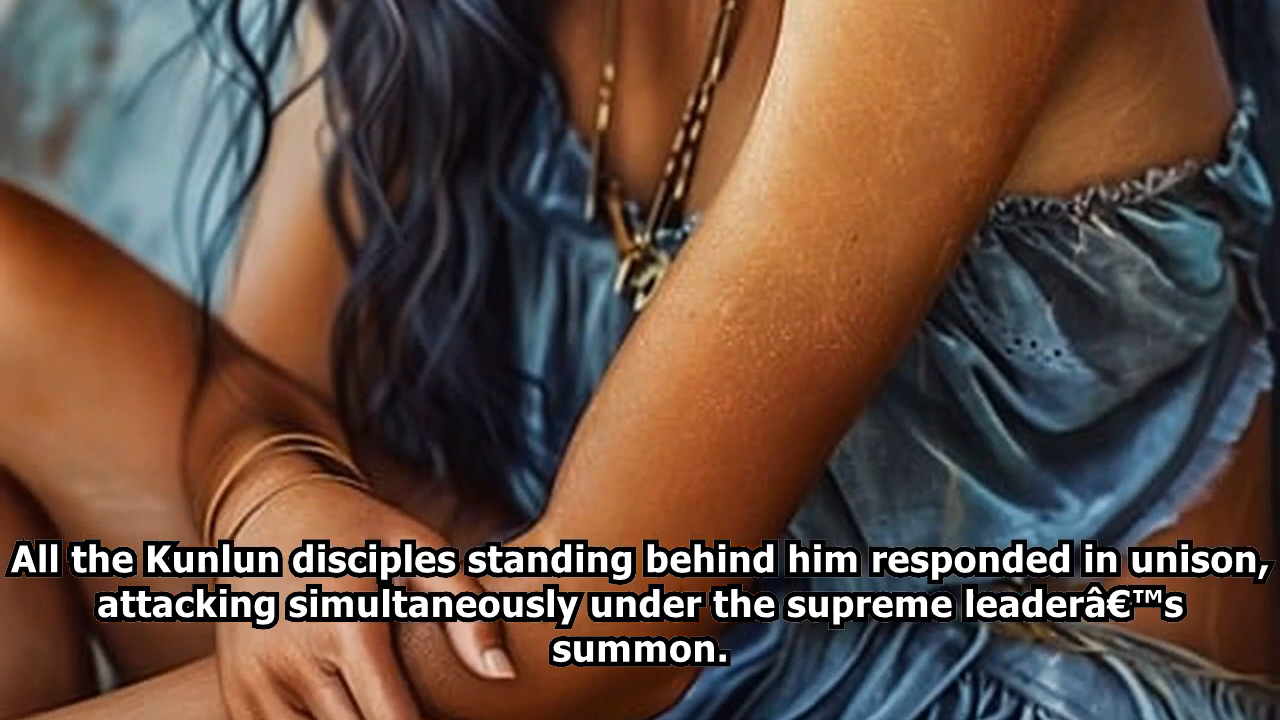 All the Kunlun disciples standing behind him responded in unison,
attacking simultaneously under the supreme leaderâ€™s
summon.